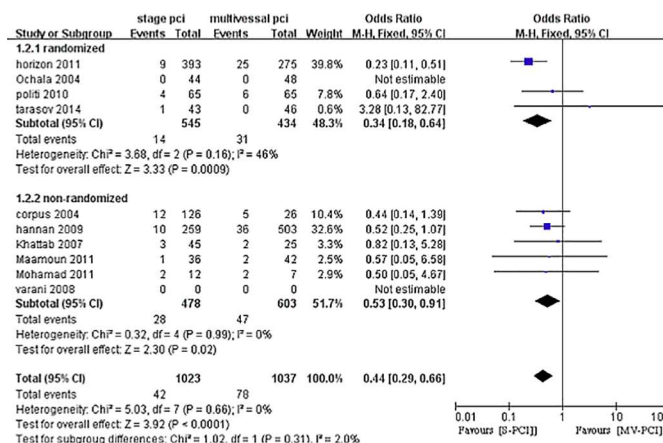 stage pci multivessal pci Odds Ratio Odds Ratio
Study or Subgroup Events Total Events Total Weight M-H, Fixed, 95% CI M-H, Fixed, 95% CI
1.2.1 randomized
horizon 2011 9 393 25 275 39.8% 0.23 [0.11, 0.51]
Ochala 2004 0 44 0 48 Not estimable
politi 2010 4 65 6 65 7.8% 0.64 [0.17, 2.40]
tarasov 2014 1 43 0 46 0.6% 3.28 [0.13, 82.77]
Subtotal (95% CI) 545 434 48.3% 0.34 [0.18, 0.64]
Total events 14 31
Heterogeneity: Chi² = 3.68, df = 2 (P = 0.16); I² = 46%
Test for overall effect: Z = 3.33 (P = 0.0009)
1.2.2 non-randomized
corpus 2004 12 126 5 26 10.4% 0.44 [0.14, 1.39]
hannan 2009 10 259 36 503 32.6% 0.52 [0.25, 1.07]
Khattab 2007 3 45 2 25 3.3% 0.82 [0.13, 5.28]
Maamoun 2011 1 36 2 42 2.5% 0.57 [0.05, 6.58]
Mohamad 2011 2 12 2 7 2.9% 0.50 [0.05, 4.67]
varani 2008 0 0 0 0 Not estimable
Subtotal (95% CI) 478 603 51.7% 0.53 [0.30, 0.91]
Total events 28 47
Heterogeneity: Chi² = 0.32, df = 4 (P = 0.99); I² = 0%
Test for overall effect: Z = 2.30 (P = 0.02)
Total (95% CI) 1023 1037 100.0% 0.44 [0.29, 0.66]
Total events 42 78
Heterogeneity: Chi² = 5.03, df = 7 (P = 0.66); I² = 0%
Test for overall effect: Z = 3.92 (P < 0.0001)
Test for subgroup differences: Chi² = 1.02, df = 1 (P = 0.31), I² = 2.0%
0.01 0.1 1 10 100
Favours [S-PCI]] Favours [MV-PCI]